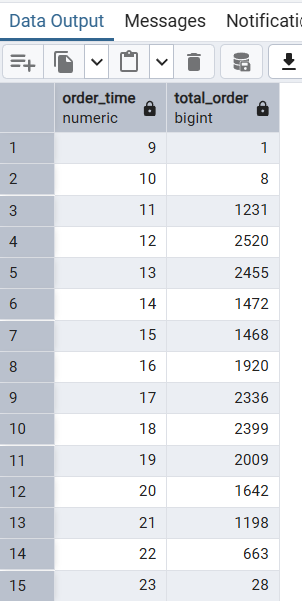 Data Output Messages Notificati
order_time total_order
numeric bigint
1 9 1
2 10 8
3 11 1231
4 12 2520
5 13 2455
6 14 1472
7 15 1468
8 16 1920
9 17 2336
10 18 2399
11 19 2009
12 20 1642
13 21 1198
14 22 663
15 23 28